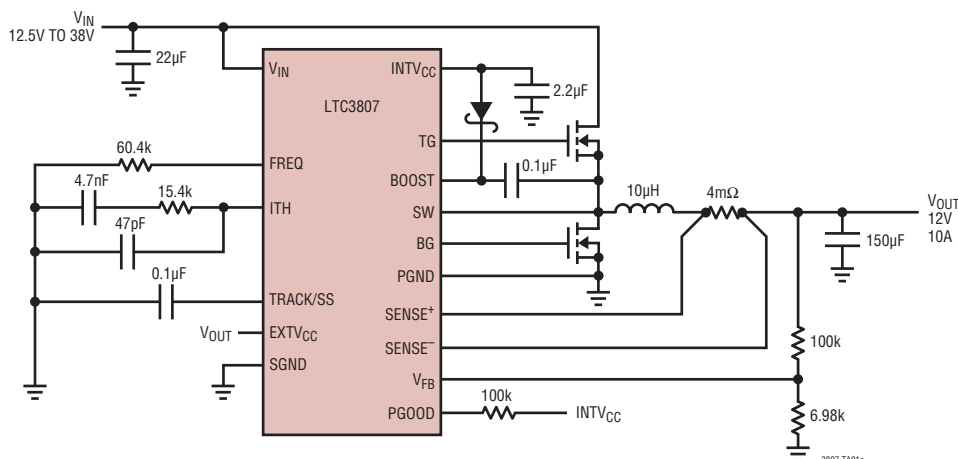 VIN
12.5V TO 38V
22µF
VIN
INTVCC
2.2µF
LTC3807
TG
60.4k
FREQ
BOOST
0.1µF
4.7nF
15.4k
ITH
SW
10µH
4mΩ
VOUT
12V
10A
47pF
BG
150µF
PGND
0.1µF
TRACK/SS
SENSE+
VOUT
EXTVCC
SENSE–
100k
SGND
VFB
100k
PGOOD
INTVCC
6.98k
3807 TA01a